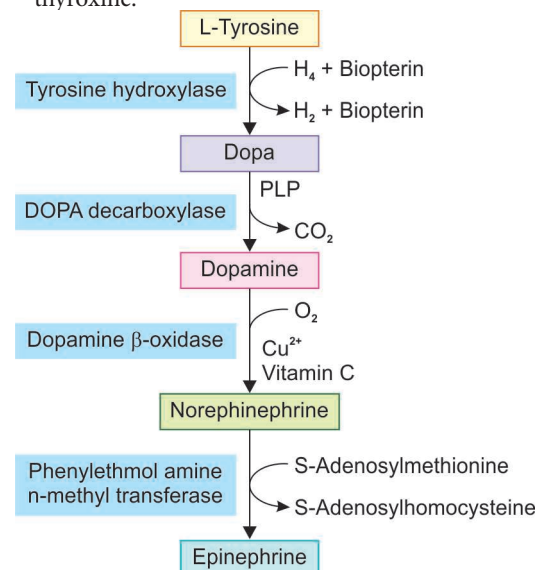 thyroxine.
L-Tyrosine
H₄ + Biopterin
Tyrosine hydroxylase
H₂ + Biopterin
Dopa
PLP
DOPA decarboxylase
CO₂
Dopamine
O₂
Dopamine β-oxidase
Cu²⁺
Vitamin C
Norephinephrine
Phenylethmol amine
n-methyl transferase
S-Adenosylmethionine
S-Adenosylhomocysteine
Epinephrine